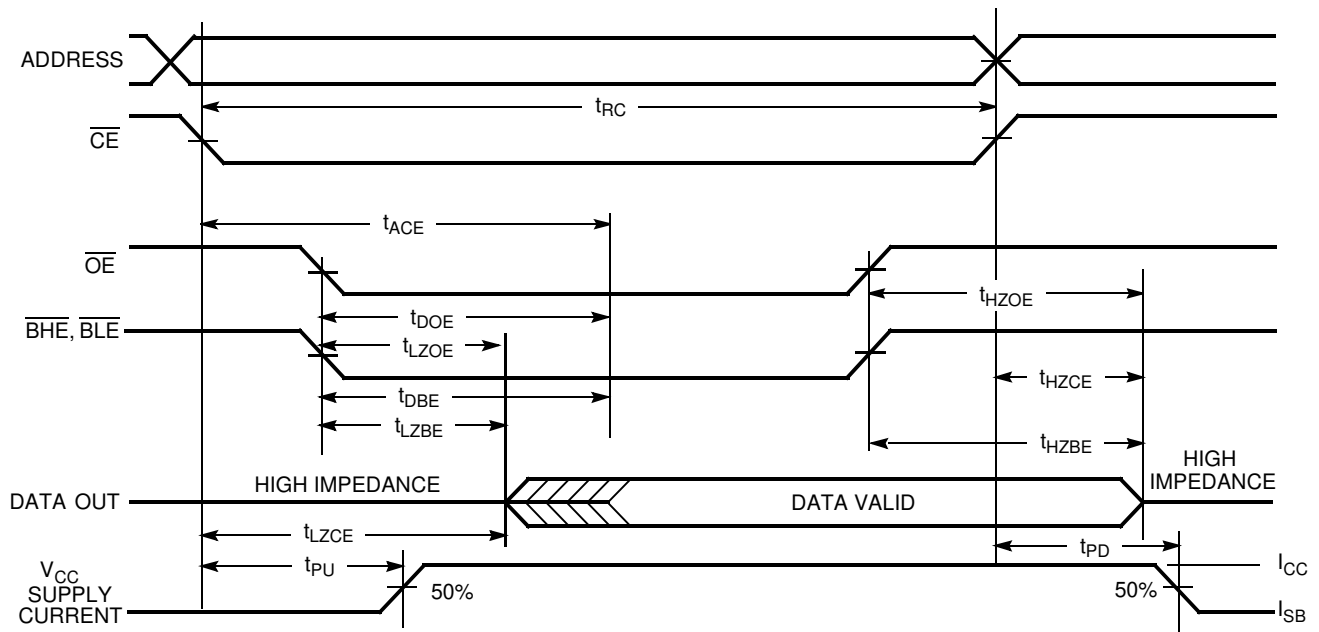 ADDRESS
tRC
CE
tACE
OE
tHZOE
tDOE
BHE, BLE
tLZOE
tHZCE
tDBE
tLZBE
tHZBE
HIGH IMPEDANCE
HIGH
IMPEDANCE
DATA OUT
DATA VALID
tLZCE
tPD
tPU
VCC
SUPPLY
CURRENT
50%
50%
ICC
ISB